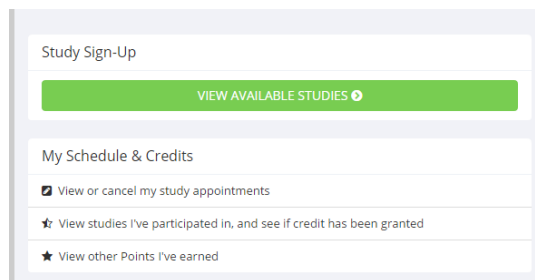 Study Sign-Up
VIEW AVAILABLE STUDIES
My Schedule & Credits
View or cancel my study appointments
View studies I've participated in, and see if credit has been granted
View other Points I've earned